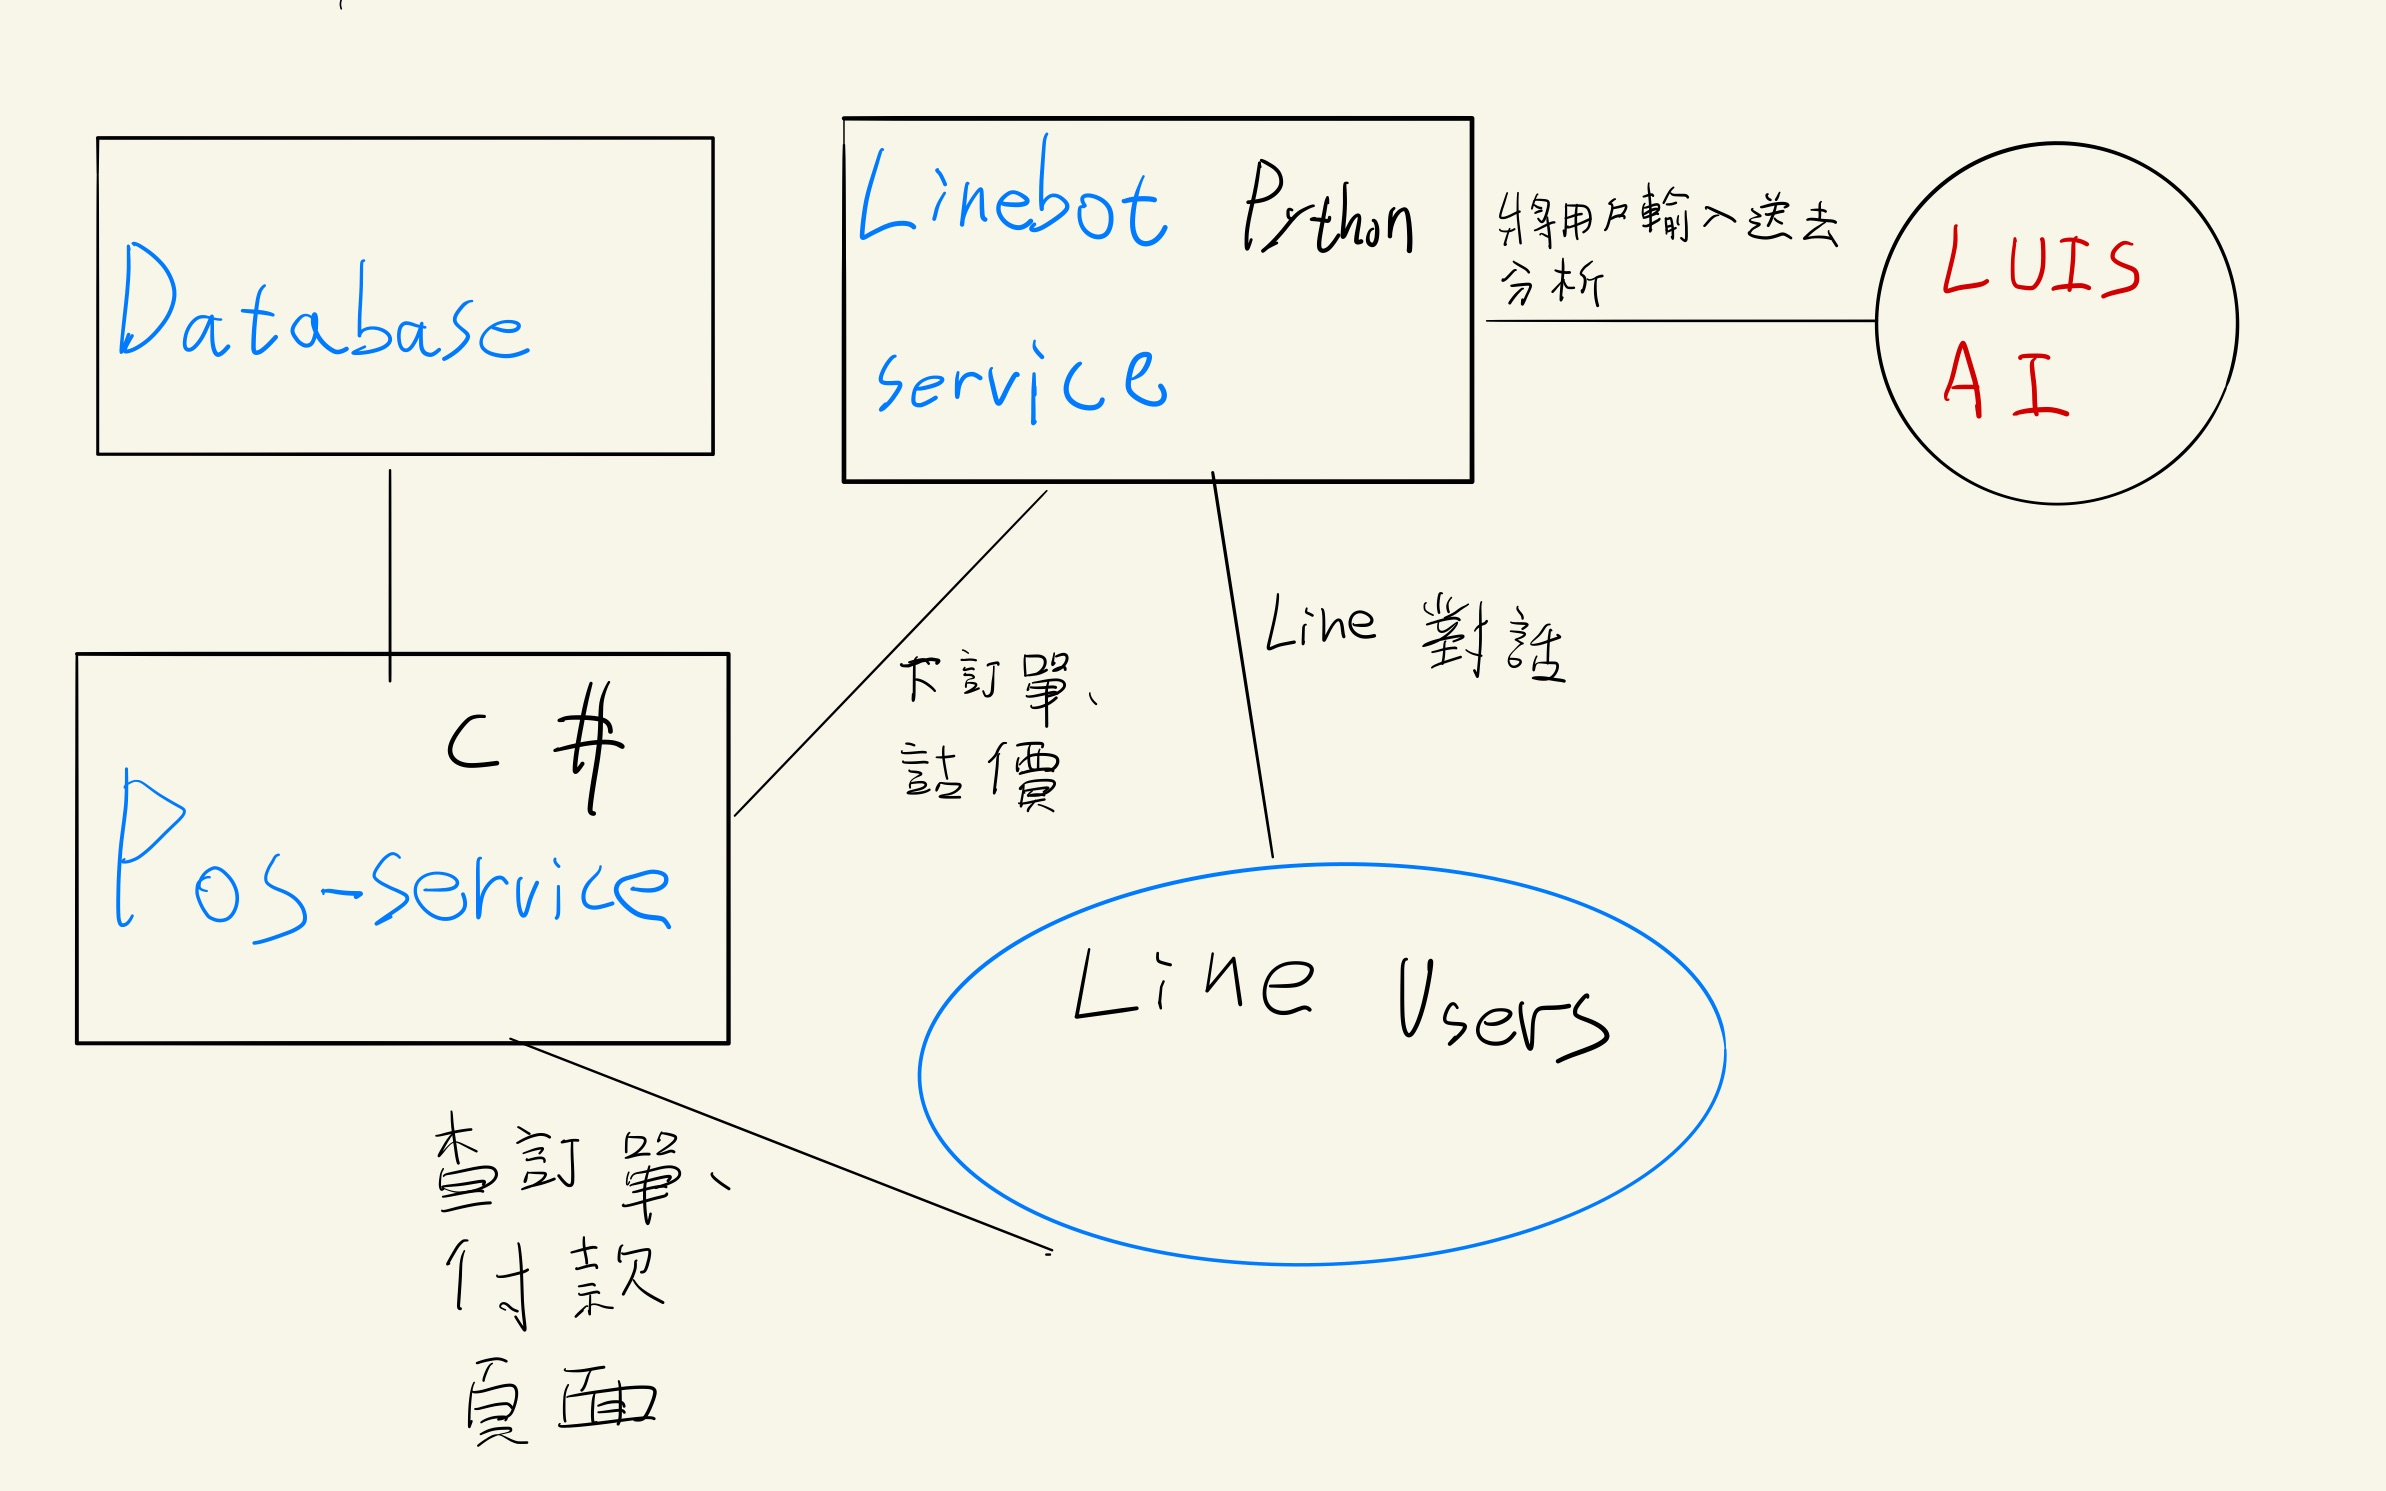 Database
Linebot Python
service
將用戶輸入送去
分析
LUIS
AI
C#
Pos-service
下訂單、
詰價
Line 對話
Line Users
查訂單、
付款
頁面